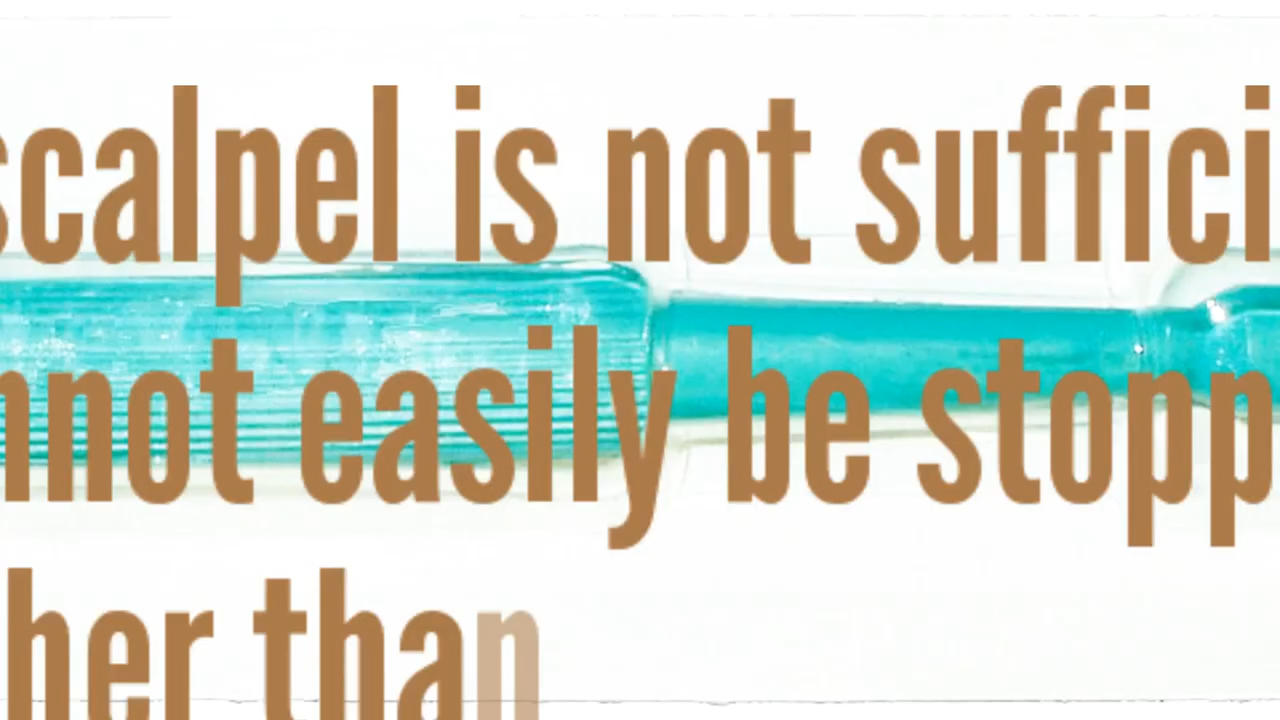 scalpel is not suffici
nnot easily be stopp
her than